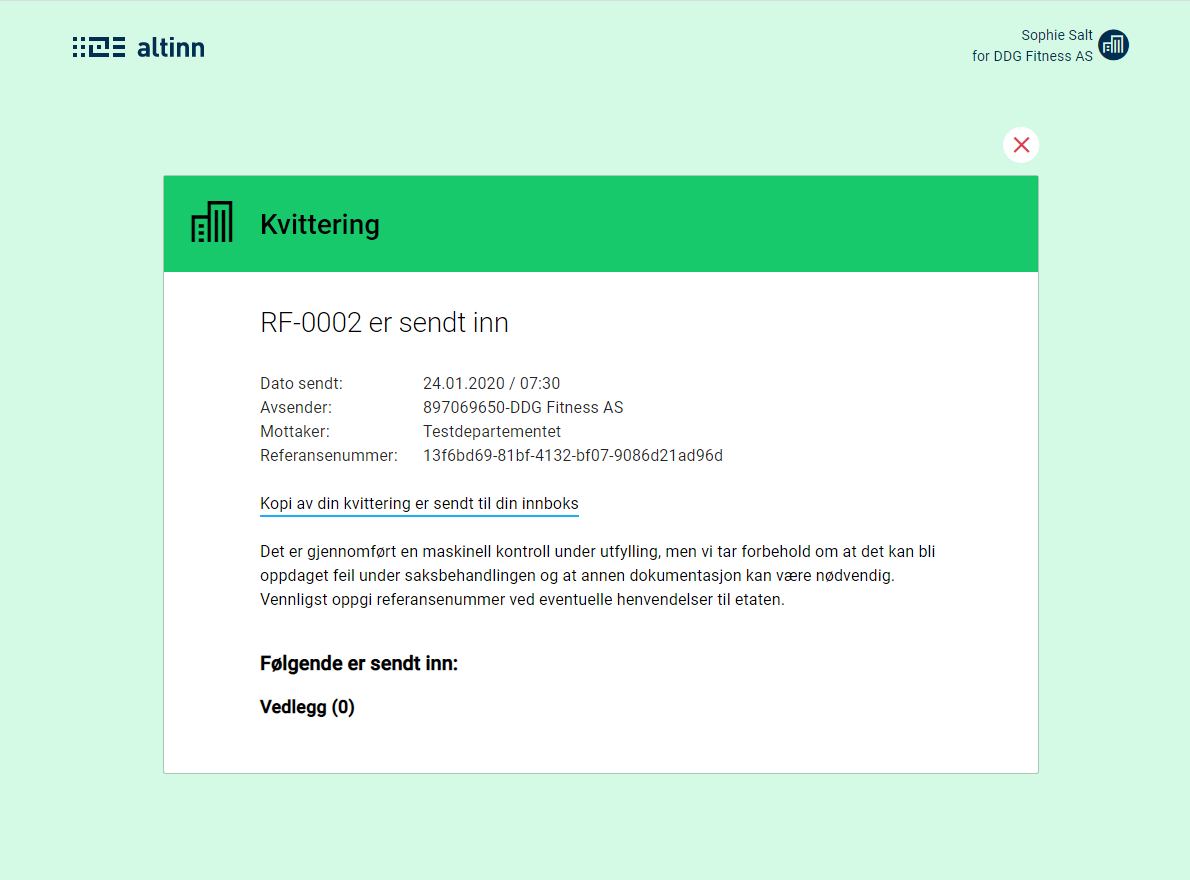 altinn
Sophie Salt
for DDG Fitness AS
Kvittering
RF-0002 er sendt inn
Dato sendt: 24.01.2020 / 07:30
Avsender: 897069650-DDG Fitness AS
Mottaker: Testdepartementet
Referansenummer: 13f6bd69-81bf-4132-bf07-9086d21ad96d
Kopi av din kvittering er sendt til din innboks
Det er gjennomført en maskinell kontroll under utfylling, men vi tar forbehold om at det kan bli
oppdaget feil under saksbehandlingen og at annen dokumentasjon kan være nødvendig.
Vennligst oppgi referansenummer ved eventuelle henvendelser til etaten.
Følgende er sendt inn:
Vedlegg (0)